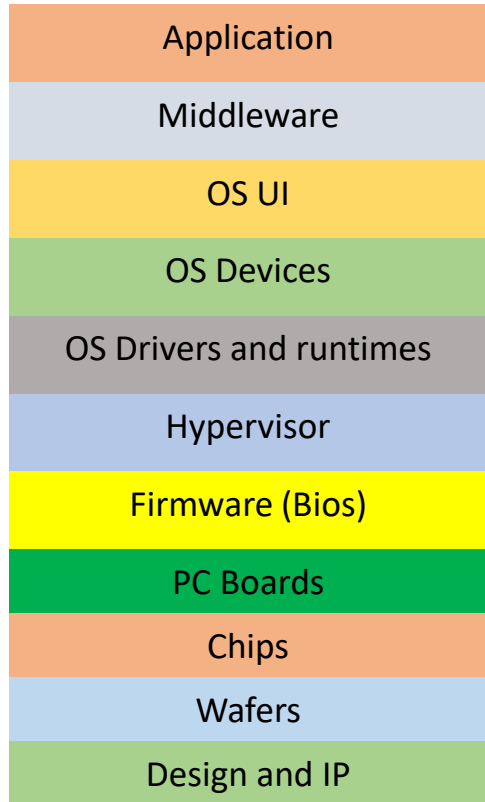 Application
Middleware
OS UI
OS Devices
OS Drivers and runtimes
Hypervisor
Firmware (Bios)
PC Boards
Chips
Wafers
Design and IP